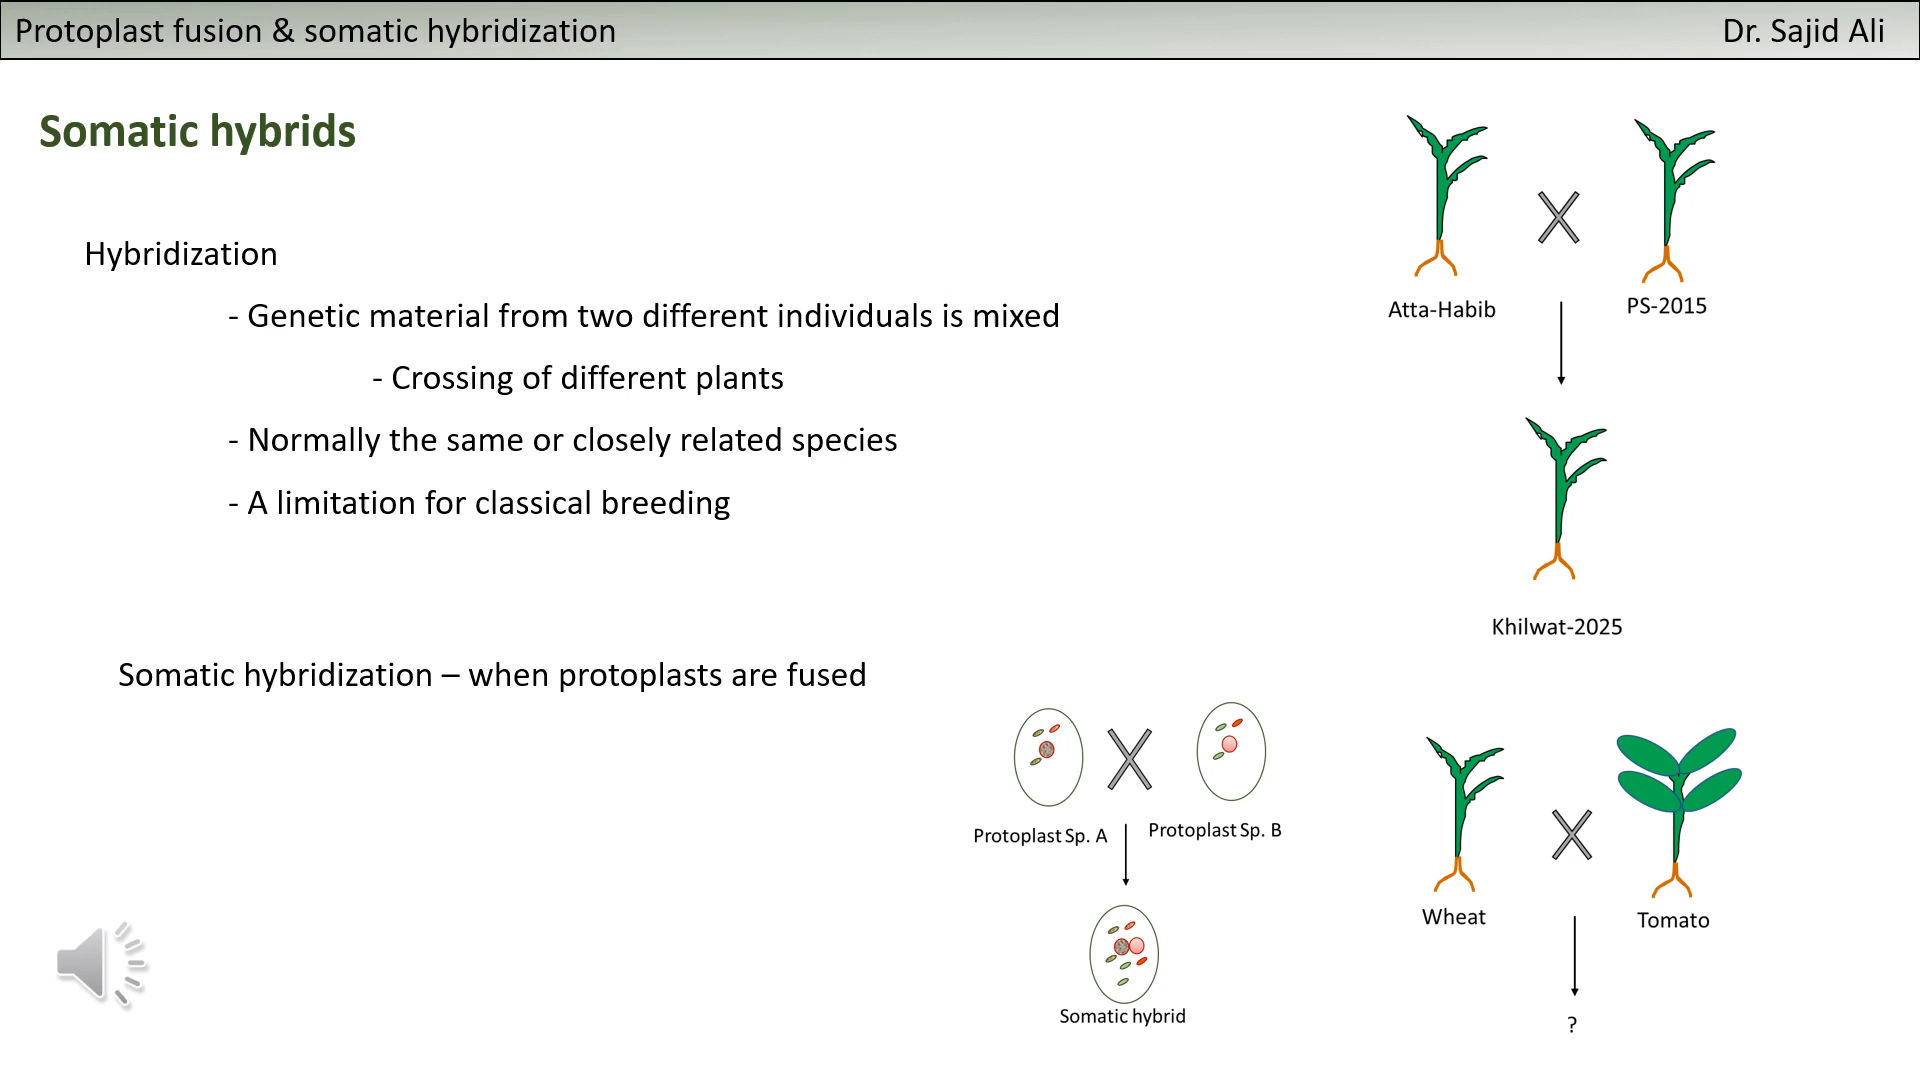 Protoplast fusion & somatic hybridization
Dr. Sajid Ali
Somatic hybrids
Hybridization
- Genetic material from two different individuals is mixed
- Crossing of different plants
- Normally the same or closely related species
- A limitation for classical breeding
Atta-Habib
PS-2015
Khilwat-2025
Somatic hybridization – when protoplasts are fused
Protoplast Sp. A
Protoplast Sp. B
Somatic hybrid
Wheat
Tomato
?